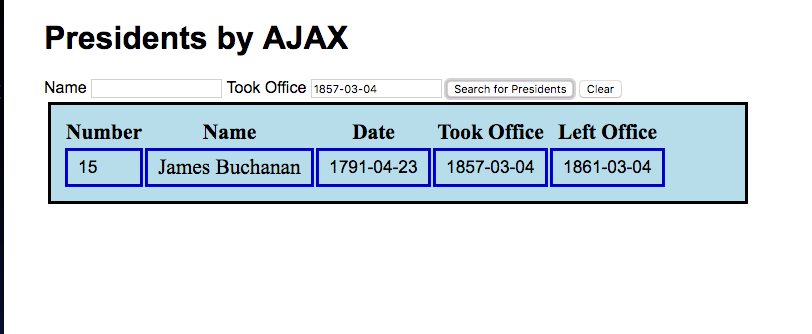 Presidents by AJAX
Name Took Office 1857-03-04 Search for Presidents Clear
Number Name Date Took Office Left Office
15 James Buchanan 1791-04-23 1857-03-04 1861-03-04